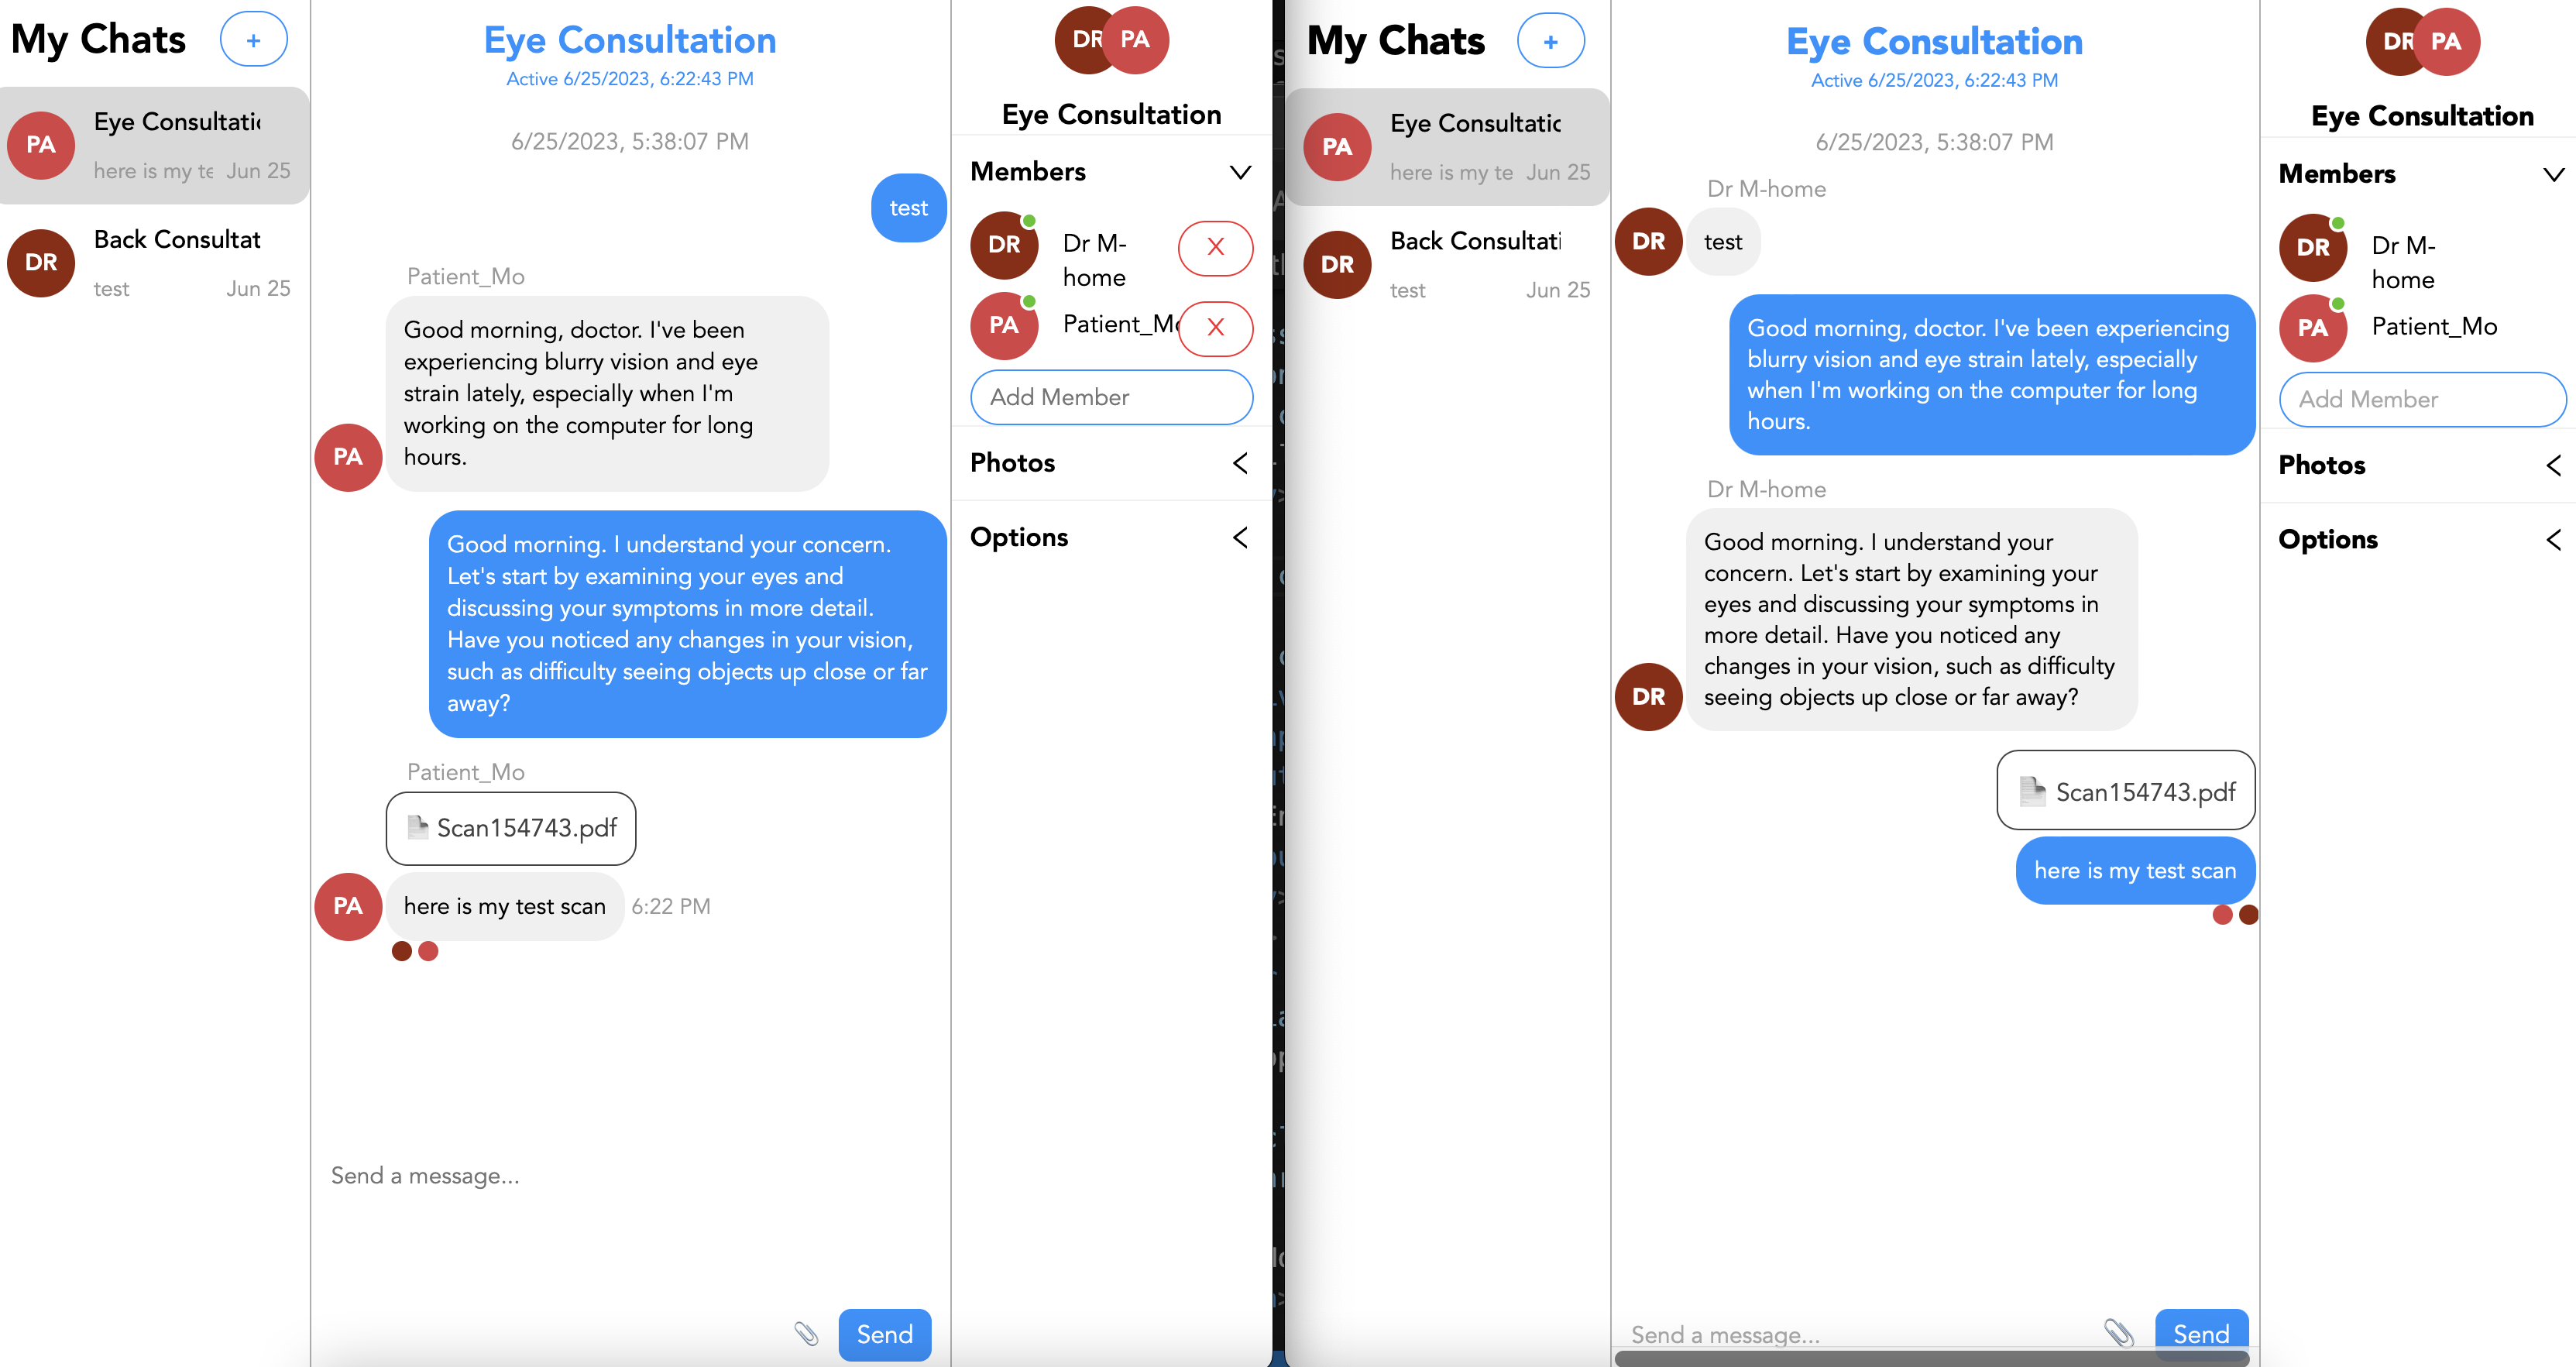 My Chats
+
PA
Eye Consultatic
here is my te
Jun 25
DR
Back Consultat
test
Jun 25
Eye Consultation
Active 6/25/2023, 6:22:43 PM
6/25/2023, 5:38:07 PM
test
Patient_Mo
Good morning, doctor. I've been
experiencing blurry vision and eye
strain lately, especially when I'm
working on the computer for long
hours.
PA
Good morning. I understand your concern.
Let's start by examining your eyes and
discussing your symptoms in more detail.
Have you noticed any changes in your vision,
such as difficulty seeing objects up close or far
away?
Patient_Mo
Scan154743.pdf
PA
here is my test scan
6:22 PM
Send a message...
Send
DR PA
Eye Consultation
Members
DR
Dr M-
home
X
PA
Patient_Mo
X
Add Member
Photos
Options
My Chats
+
PA
Eye Consultatic
here is my te
Jun 25
DR
Back Consultati
test
Jun 25
Eye Consultation
Active 6/25/2023, 6:22:43 PM
6/25/2023, 5:38:07 PM
Dr M-home
DR
test
Good morning, doctor. I've been experiencing
blurry vision and eye strain lately, especially
when I'm working on the computer for long
hours.
Dr M-home
Good morning. I understand your
concern. Let's start by examining your
eyes and discussing your symptoms in
more detail. Have you noticed any
changes in your vision, such as difficulty
seeing objects up close or far away?
DR
Scan154743.pdf
here is my test scan
Send a message...
Send
DR PA
Eye Consultation
Members
DR
Dr M-
home
PA
Patient_Mo
Add Member
Photos
Options